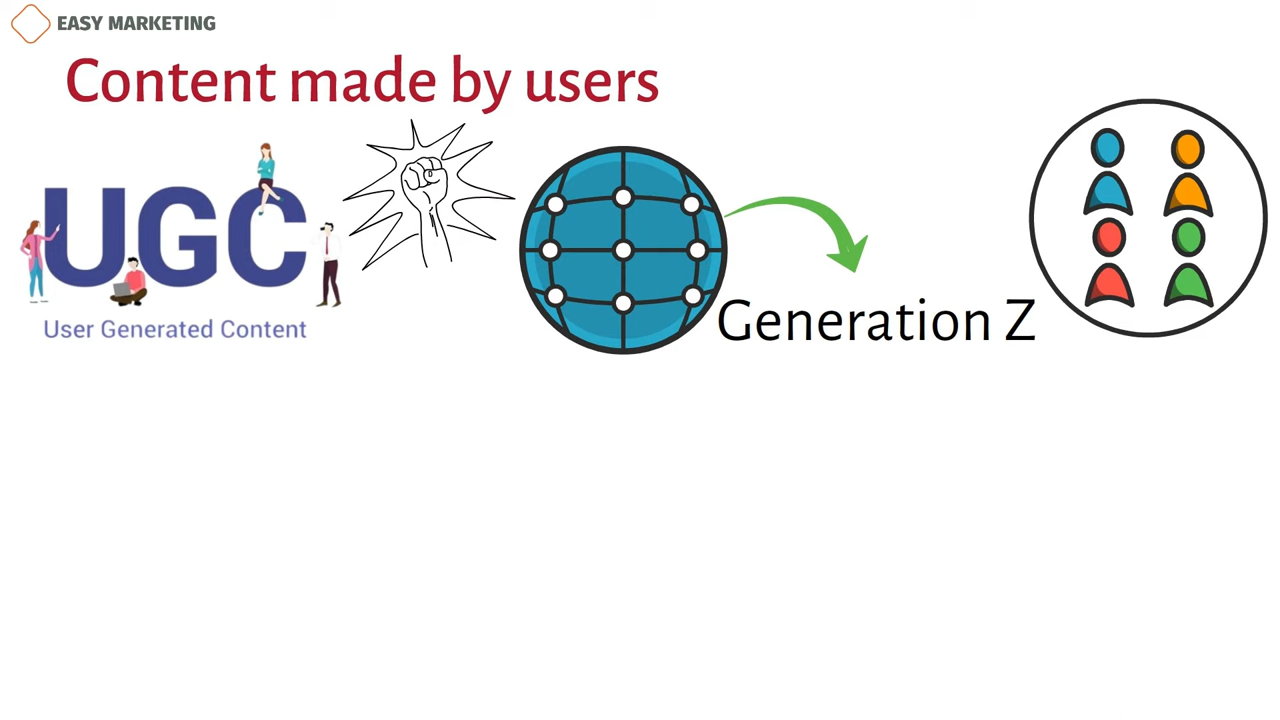 EASY MARKETING
Content made by users
UGC
User Generated Content
Generation Z